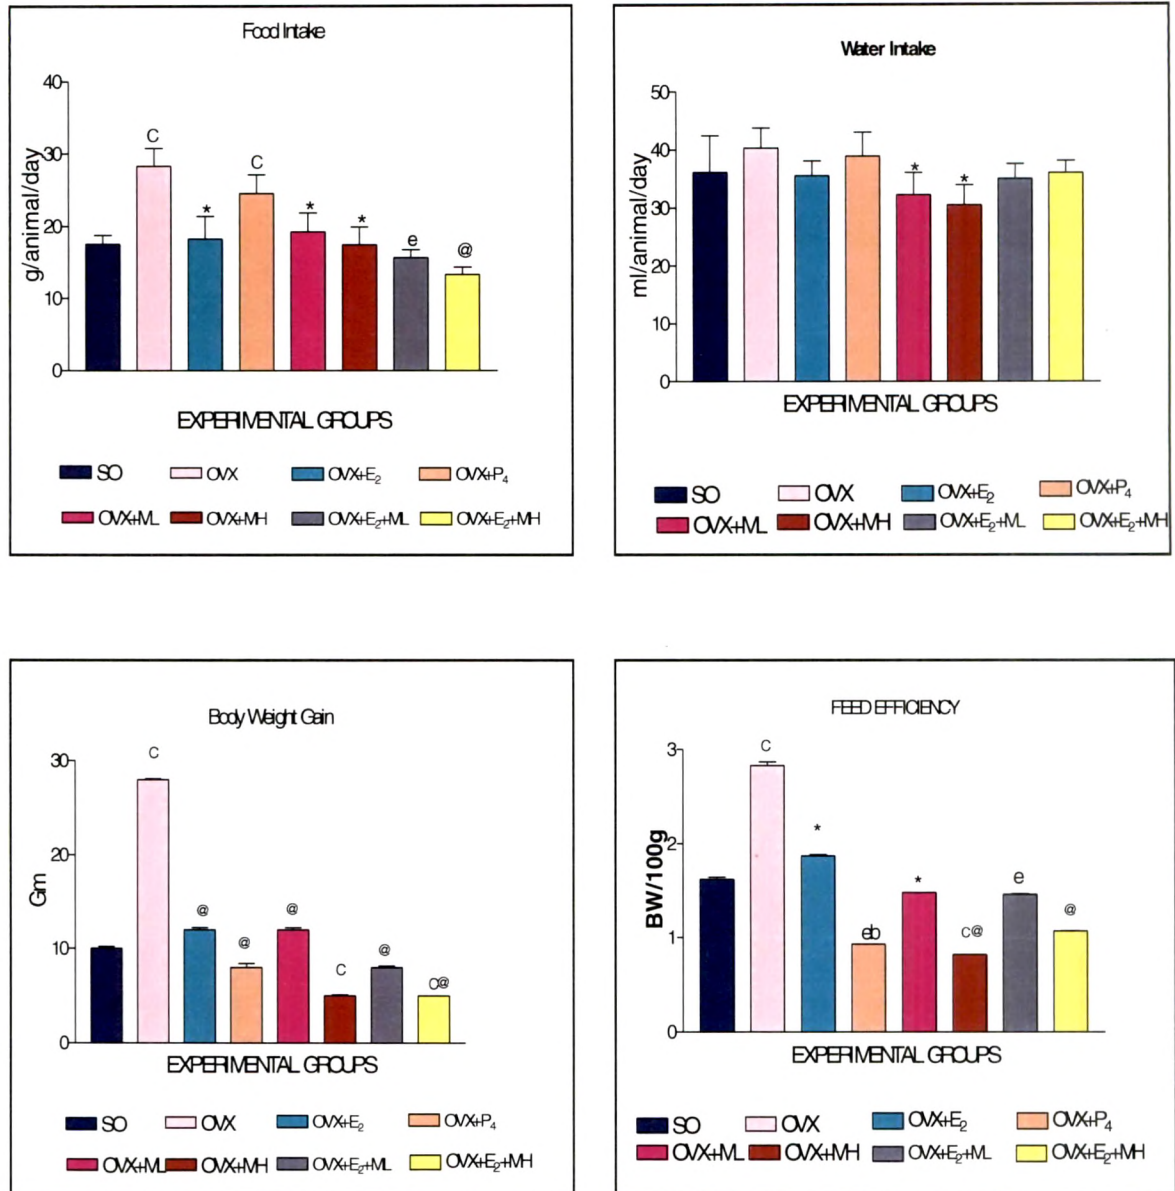 Food Intake
40
30
20
10
0
g/animal/day
C
*
C
*
*
e
@
EXPERIMENTAL GROUPS
SO OVX OVX+E₂ OVX+P₄
OVX+ML OVX+MH OVX+E₂+ML OVX+E₂+MH
Water Intake
50
40
30
20
10
0
ml/animal/day
*
*
EXPERIMENTAL GROUPS
SO OVX OVX+E₂ OVX+P₄
OVX+ML OVX+MH OVX+E₂+ML OVX+E₂+MH
Body Weight Gain
30
20
10
0
Gm
C
@
@
@
C
@
C@
EXPERIMENTAL GROUPS
SO OVX OVX+E₂ OVX+P₄
OVX+ML OVX+MH OVX+E₂+ML OVX+E₂+MH
FEED EFFICIENCY
3
2
1
0
BW/100g
C
*
eb
*
c@
e
@
EXPERIMENTAL GROUPS
SO OVX OVX+E₂ OVX+P₄
OVX+ML OVX+MH OVX+E₂+ML OVX+E₂+MH